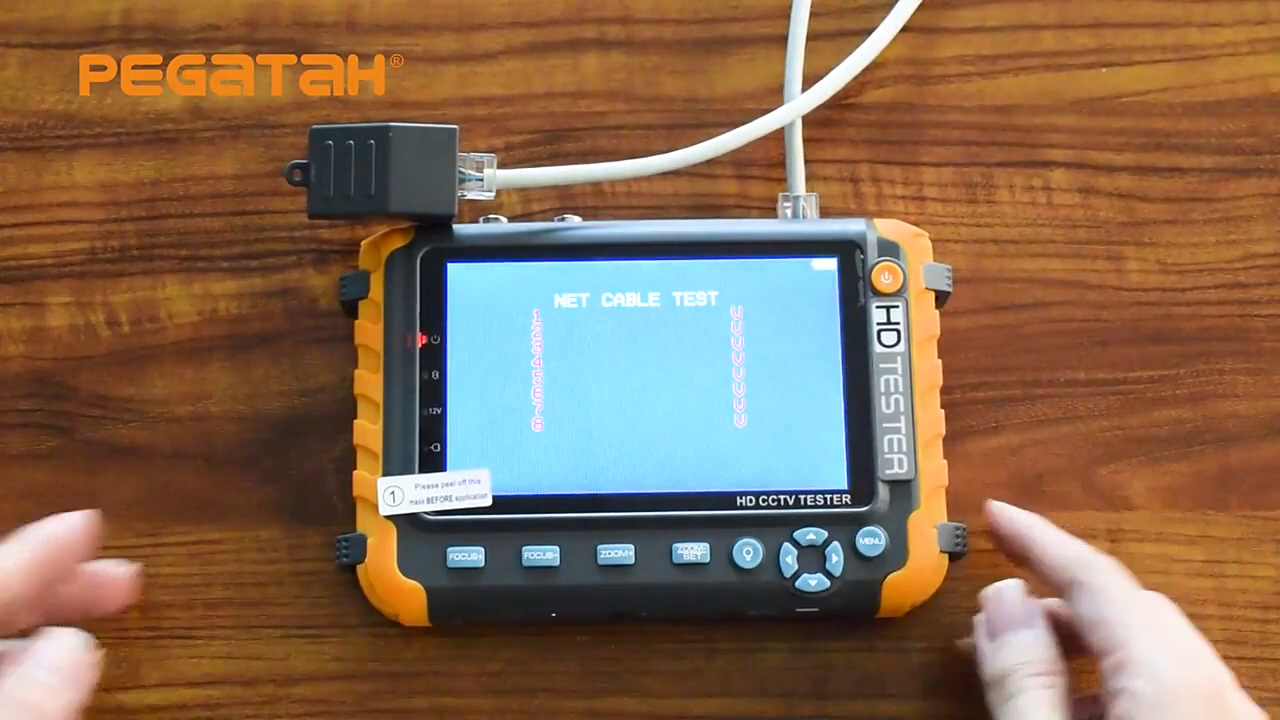 PEGATAH®
NET CABLE TEST
1
2
3
4
5
6
7
8
12V
HD TESTER
1 Please peel off this
mask BEFORE application
HD CCTV TESTER
FOCUS+
FOCUS-
ZOOM+
ZOOM-
SET
MENU